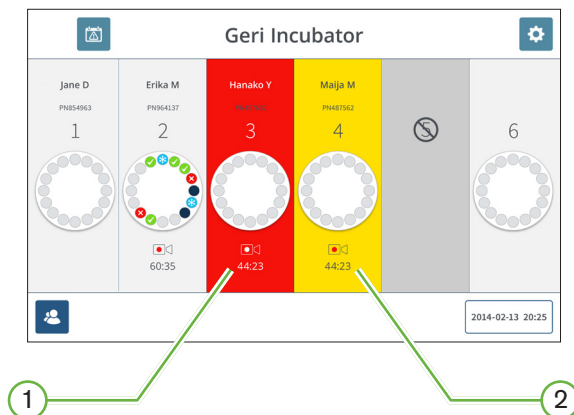 Geri Incubator
Jane D
PN854963
1
Erika M
PN964137
2
60:35
Hanako Y
3
44:23
Maija M
PN487562
4
44:23
5
6
2014-02-13 20:25
1
2